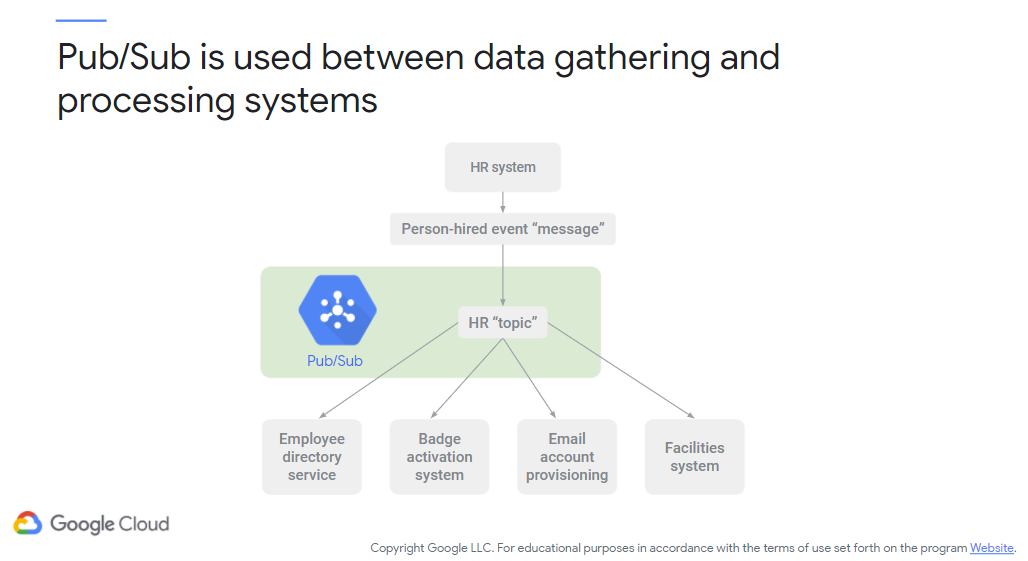 Pub/Sub is used between data gathering and
processing systems
HR system
Person-hired event “message”
HR “topic”
Pub/Sub
Employee
directory
service
Badge
activation
system
Email
account
provisioning
Facilities
system
Google Cloud
Copyright Google LLC. For educational purposes in accordance with the terms of use set forth on the program Website.